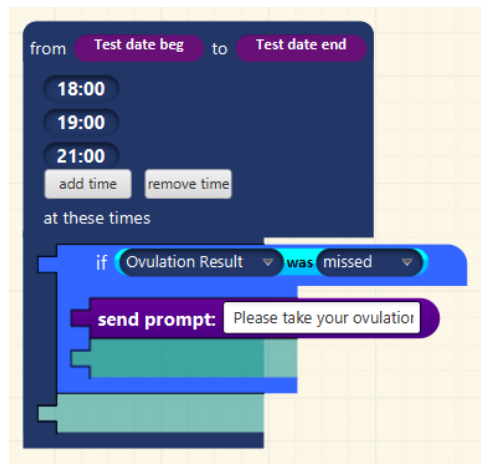 from Test date beg to Test date end
18:00
19:00
21:00
add time remove time
at these times
if Ovulation Result was missed
send prompt: Please take your ovulation